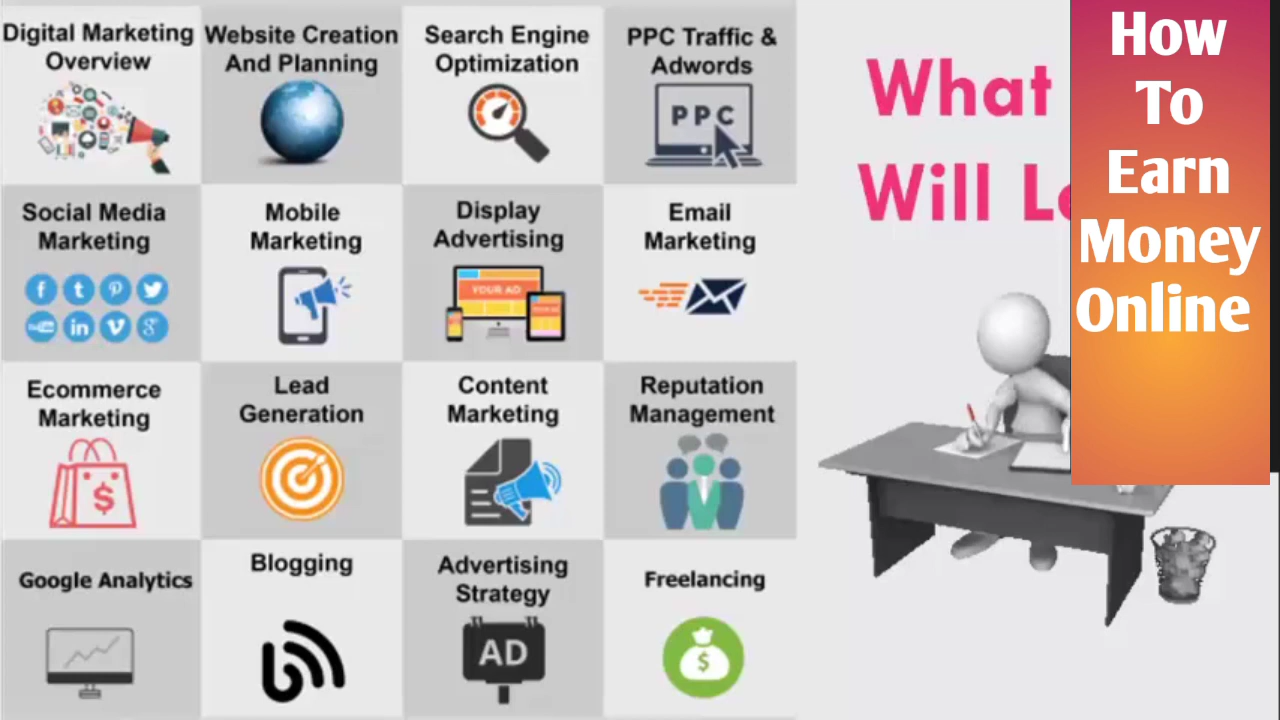 Digital Marketing
Overview
Website Creation
And Planning
Search Engine
Optimization
PPC Traffic &
Adwords
PPC
Social Media
Marketing
Mobile
Marketing
Display
Advertising
YOUR AD
Email
Marketing
Ecommerce
Marketing
$
Lead
Generation
Content
Marketing
Reputation
Management
Google Analytics
Blogging
Advertising
Strategy
AD
Freelancing
$
What
Will
How
To
Earn
Money
Online